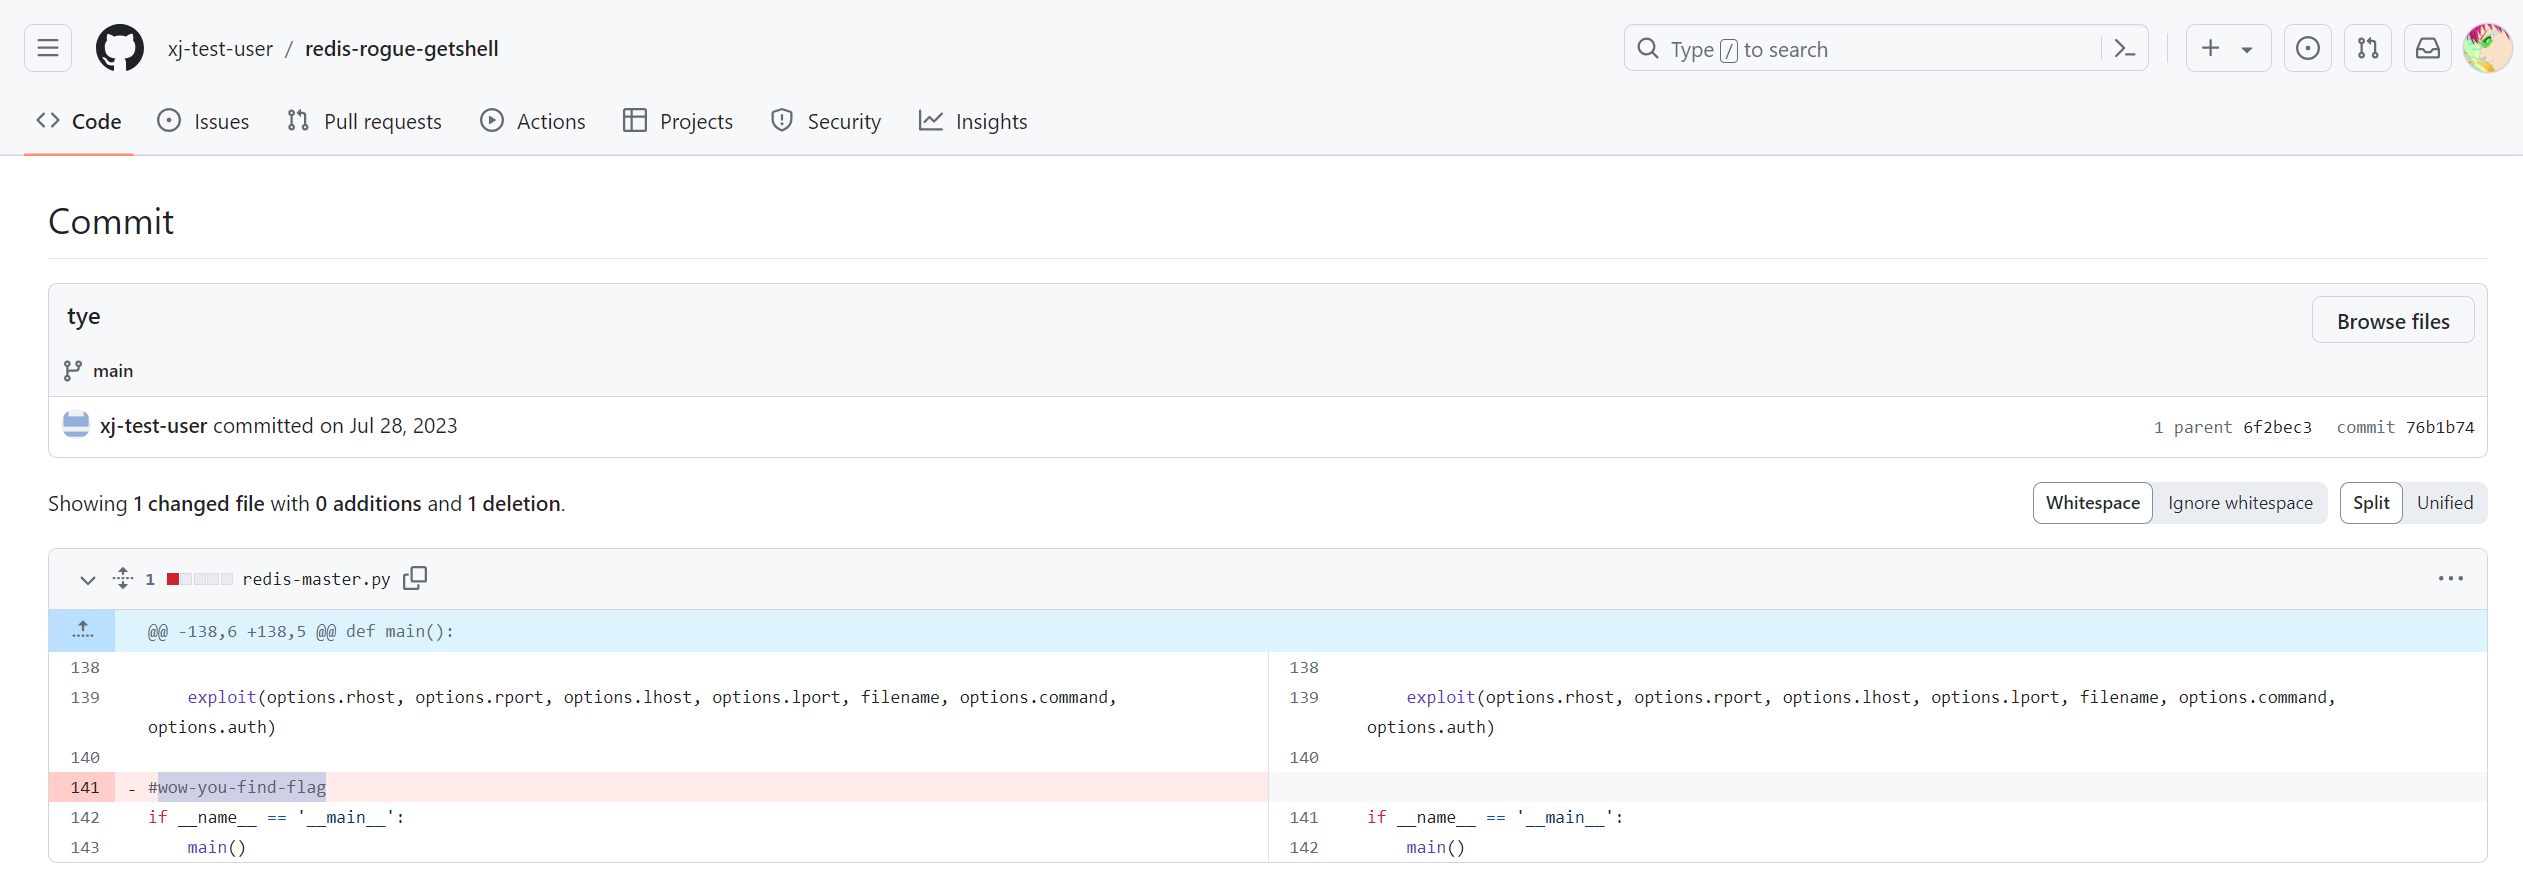 xj-test-user / redis-rogue-getshell
Type / to search
Code Issues Pull requests Actions Projects Security Insights
Commit
tye
Browse files
main
xj-test-user committed on Jul 28, 2023
1 parent 6f2bec3 commit 76b1b74
Showing 1 changed file with 0 additions and 1 deletion.
Whitespace Ignore whitespace Split Unified
1 redis-master.py
@@ -138,6 +138,5 @@ def main():
138 138
139 exploit(options.rhost, options.rport, options.lhost, options.lport, filename, options.command, 139 exploit(options.rhost, options.rport, options.lhost, options.lport, filename, options.command,
options.auth) options.auth)
140 140
141 - #wow-you-find-flag
142 if __name__ == '__main__': 141 if __name__ == '__main__':
143 main() 142 main()